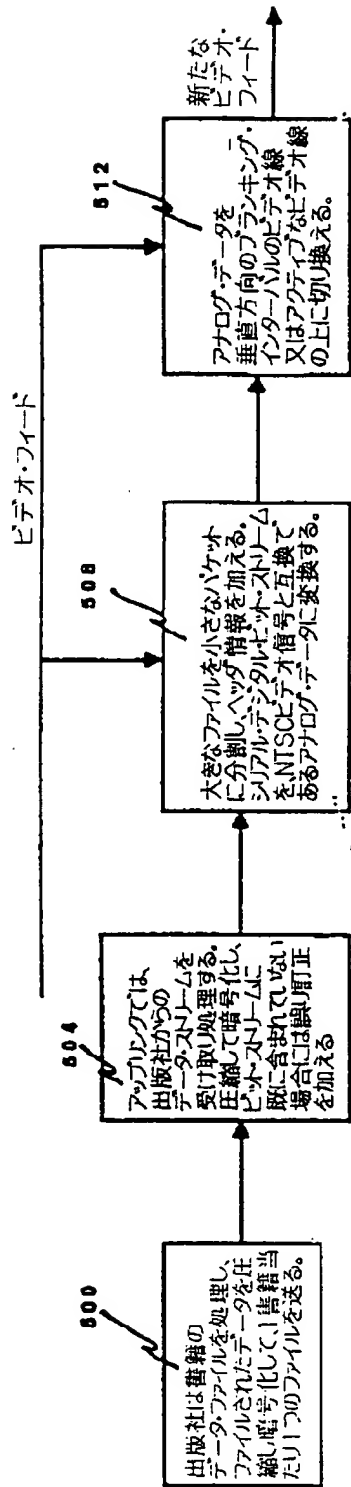 500
出版社は書籍の
データ・ファイルを処理し、
ファイルされたデータを圧
縮し暗号化して、1書籍当
たり1つのファイルを送る。
504
アップリンクでは、
出版社からの
データ・ストリームを
受け取り処理する。
圧縮して暗号化し、
ビット・ストリームに
既に含まれていない
場合には誤り訂正
を加える
ビデオ・フィード
508
大きなファイルを小さなパケット
に分割し、ヘッダ情報を加える。
シリアル・デジタル・ビット・ストリーム
を、NTSCビデオ信号と互換で
あるアナログ・データに変換する。
512
アナログ・データを
垂直方向のブランキング・
インターバルのビデオ線
又はアクティブなビデオ線
の上に切り換える。
新たな
ビデオ・
フィード